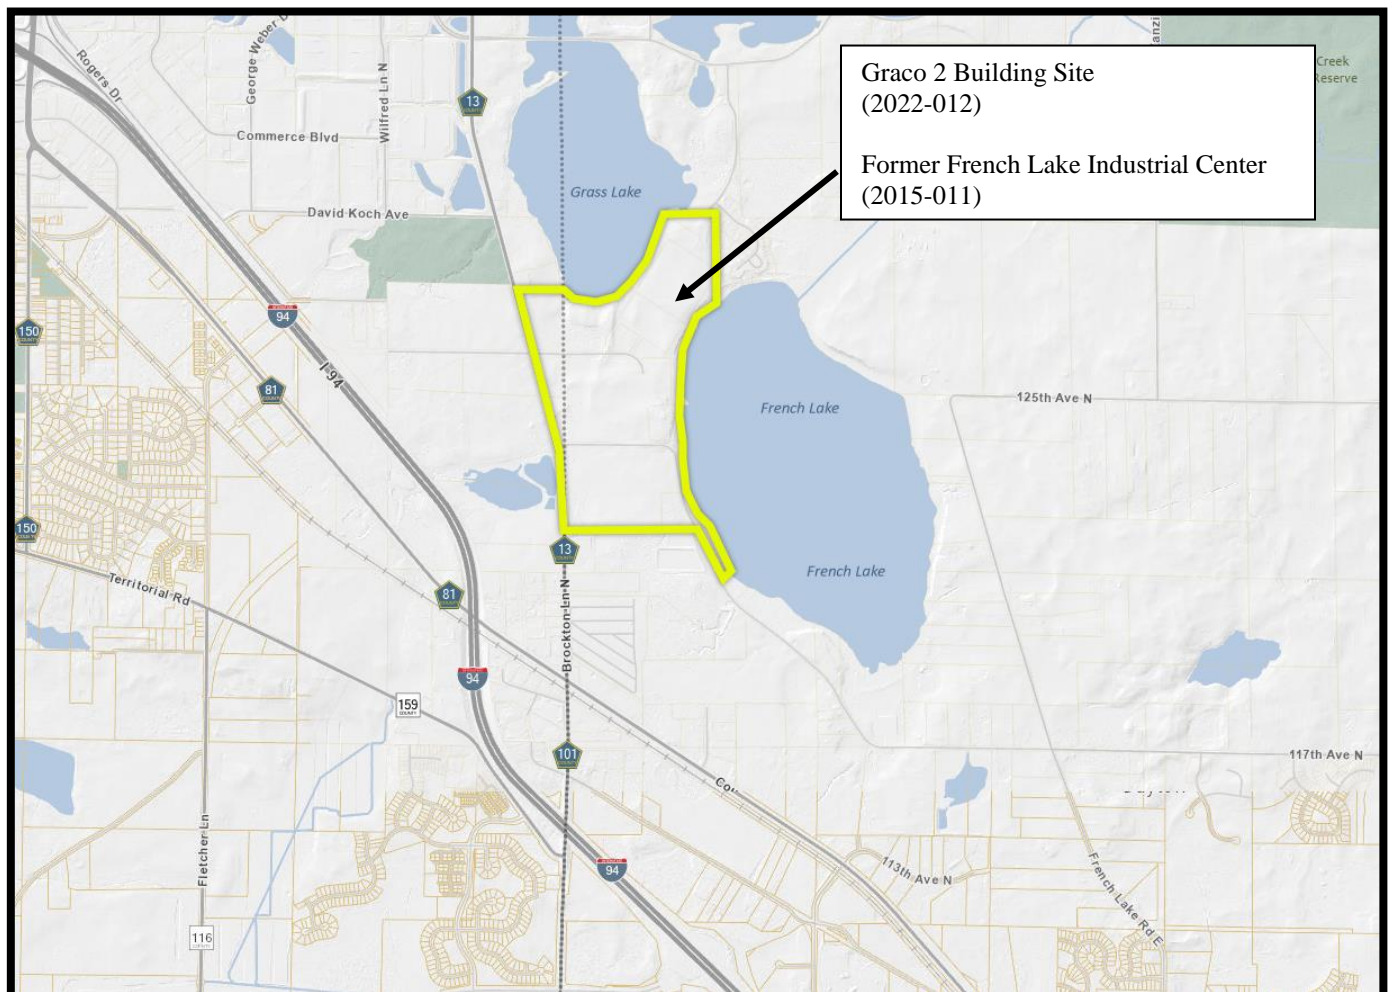 Graco 2 Building Site
(2022-012)
Former French Lake Industrial Center
(2015-011)
Creek
Reserve
Rogers Dr
George Weber D
Wilfred Ln N
13
Commerce Blvd
Grass Lake
David Koch Ave
94
I 94
150
81
French Lake
125th Ave N
150
13
French Lake
Territorial Rd
81
Brockton Ln N
94
159
COUNTY
101
117th Ave N
Cou
Fletcher Ln
113th Ave N
94
French Lake Rd E
116